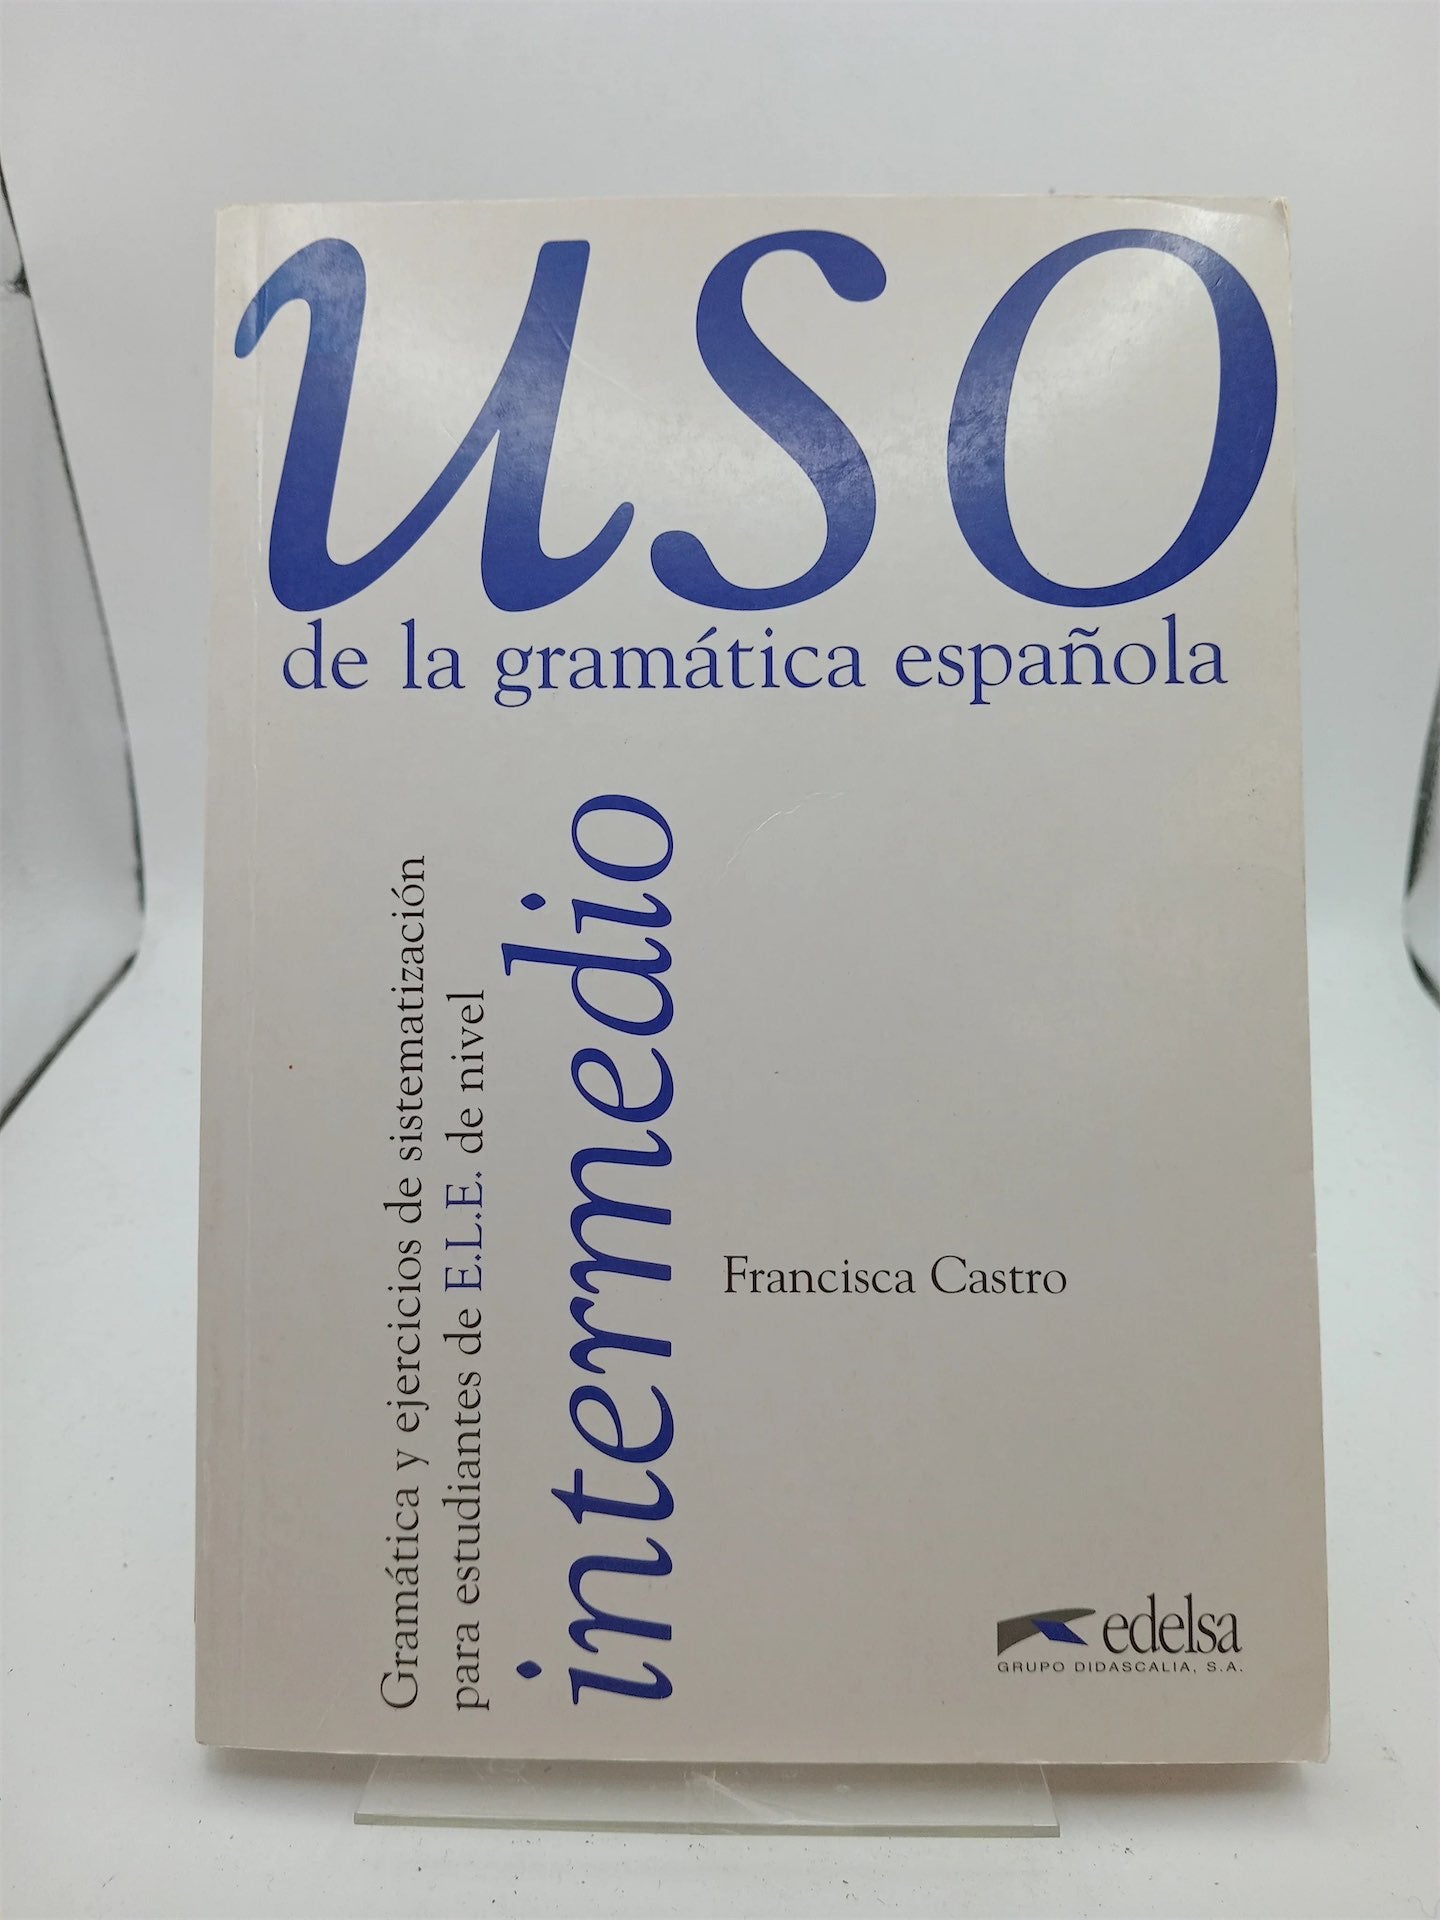 uso
de la gramática española
Gramática y ejercicios de sistematización
para estudiantes de E.L.E. de nivel
intermedio
Francisca Castro
edelsa
GRUPO DIDASCALIA, S.A.